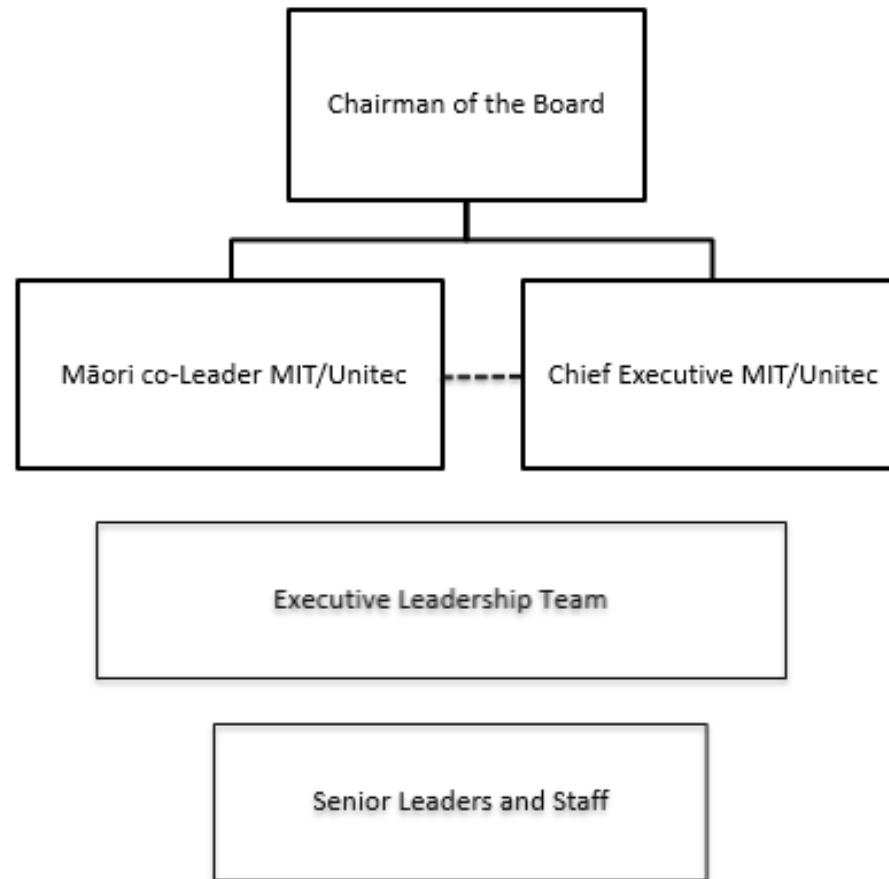 Chairman of the Board
Māori co-Leader MIT/Unitec
Chief Executive MIT/Unitec
Executive Leadership Team
Senior Leaders and Staff